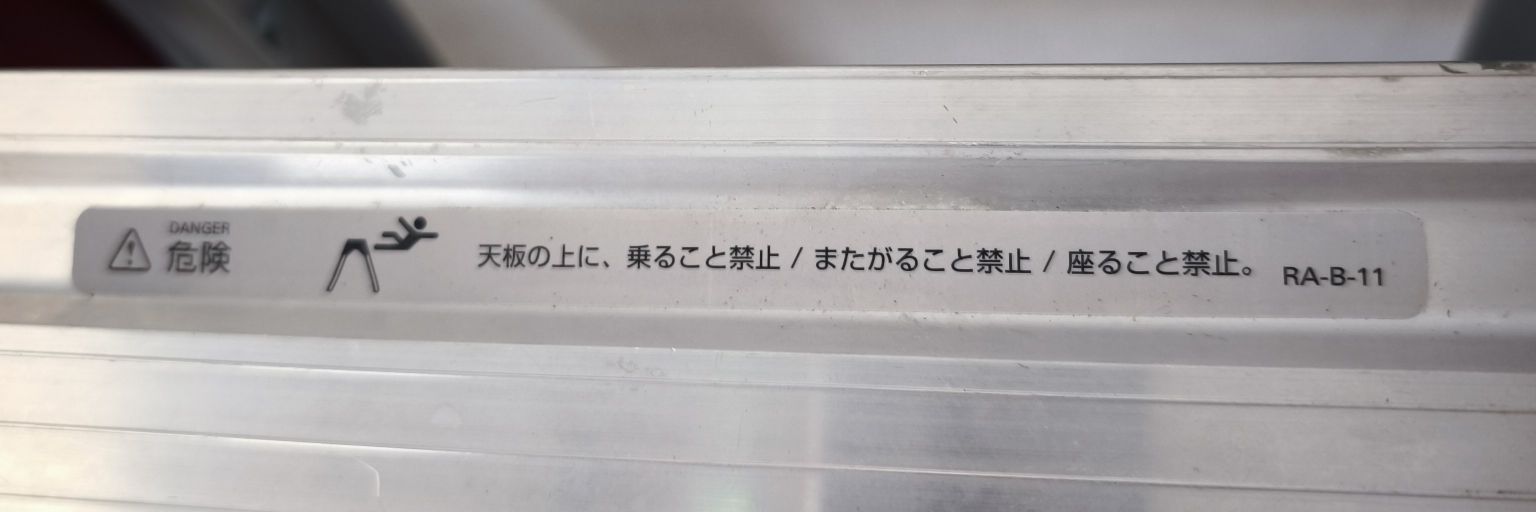 DANGER
危険
天板の上に、乗ること禁止 / またがること禁止 / 座ること禁止。 RA-B-11